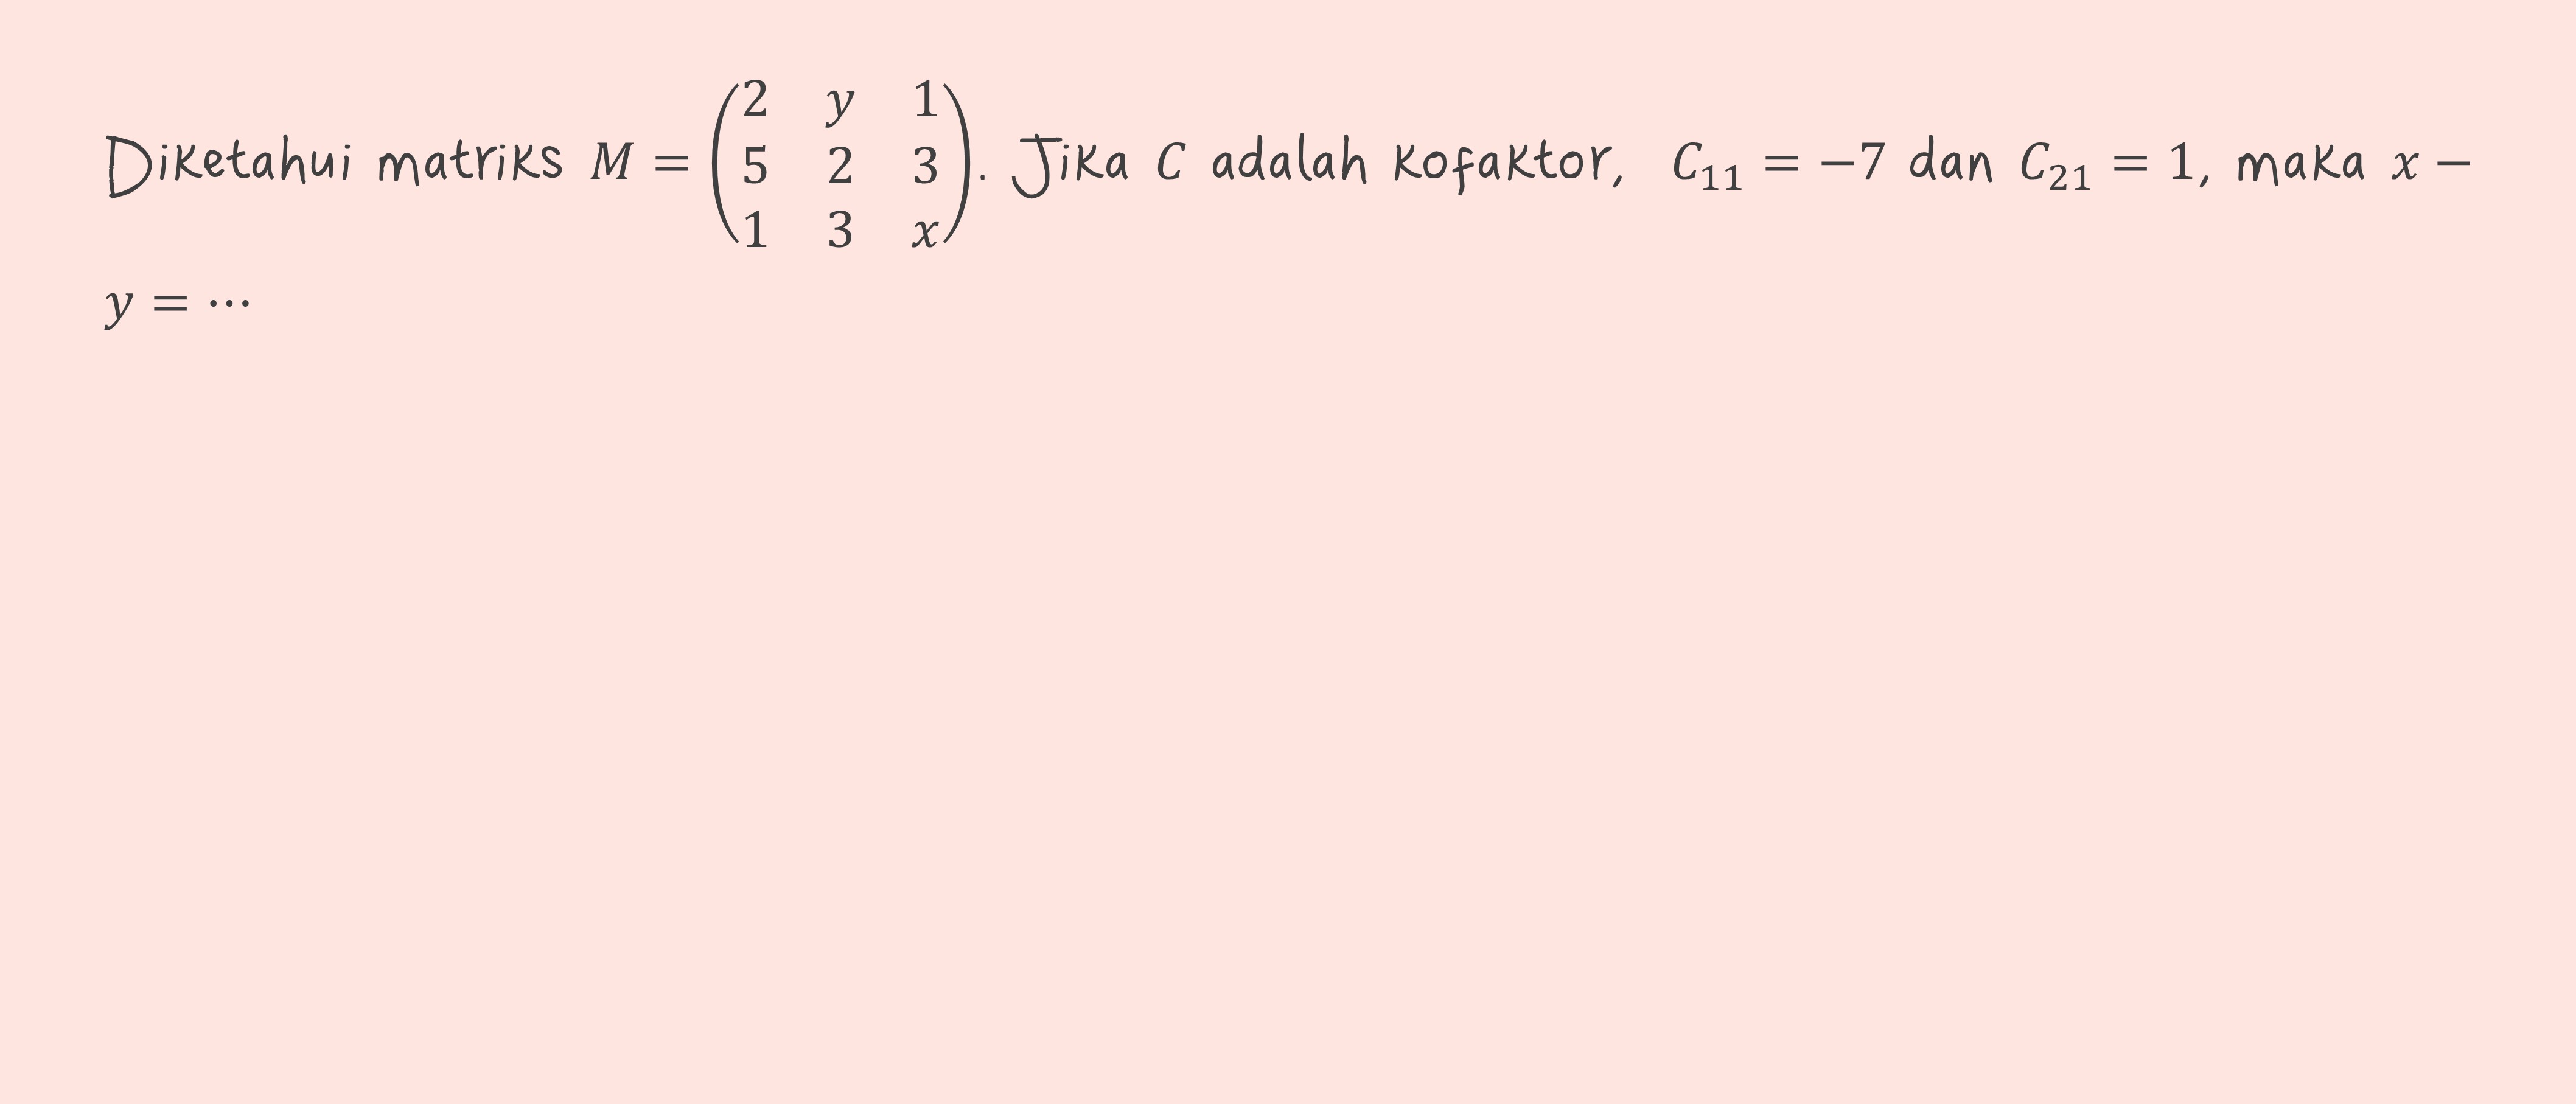 Diketahui matriks $M = \begin{pmatrix} 2 & y & 1 \\ 5 & 2 & 3 \\ 1 & 3 & x \end{pmatrix}$. Jika $C$ adalah kofaktor, $C_{11} = -7$ dan $C_{21} = 1$, maka $x -$
$y = \cdots$